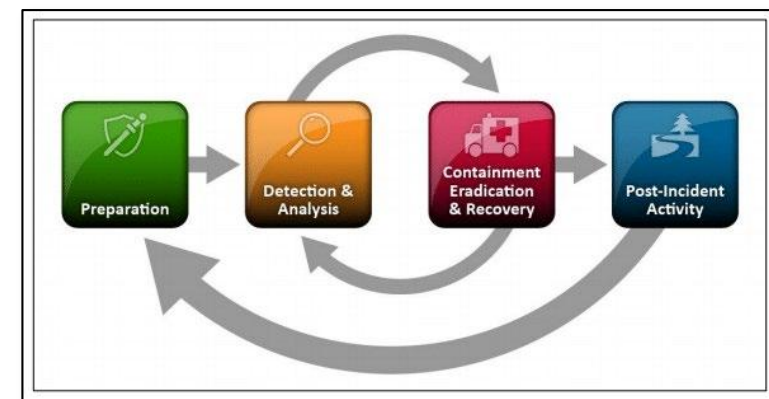 Preparation
Detection &
Analysis
Containment
Eradication
& Recovery
Post-Incident
Activity